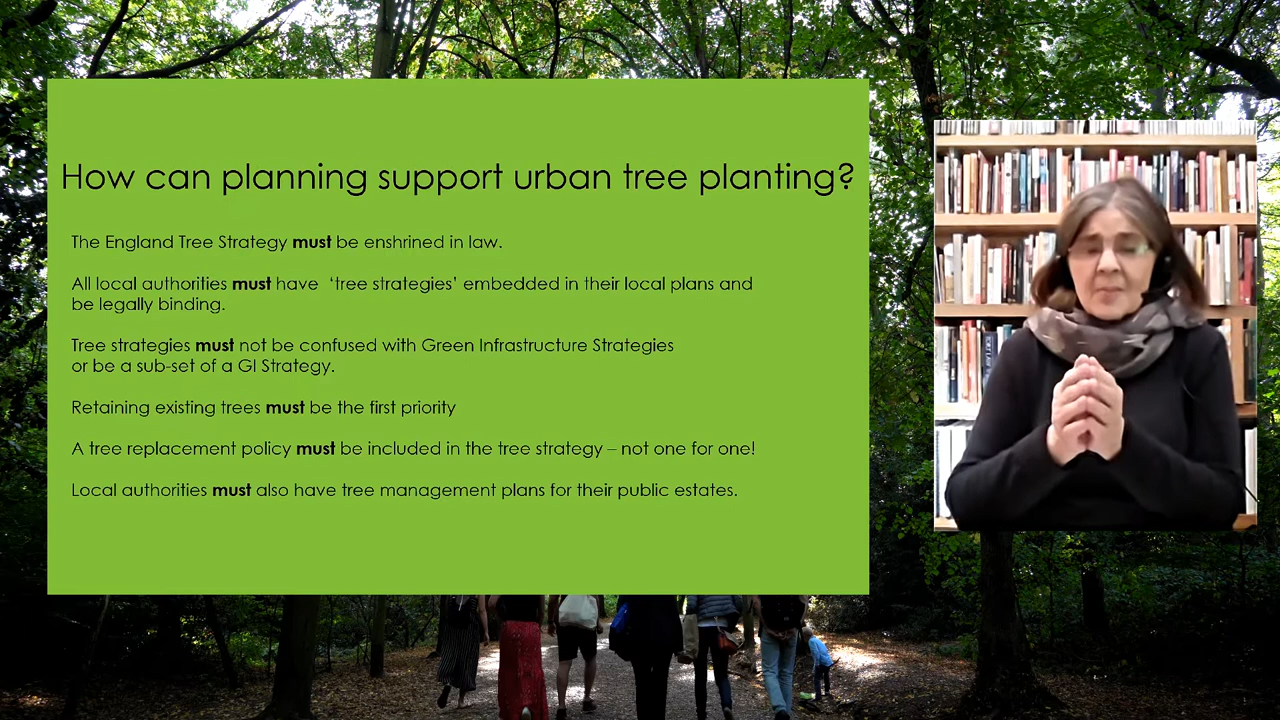 How can planning support urban tree planting?
The England Tree Strategy must be enshrined in law.
All local authorities must have ‘tree strategies’ embedded in their local plans and
be legally binding.
Tree strategies must not be confused with Green Infrastructure Strategies
or be a sub-set of a GI Strategy.
Retaining existing trees must be the first priority
A tree replacement policy must be included in the tree strategy – not one for one!
Local authorities must also have tree management plans for their public estates.